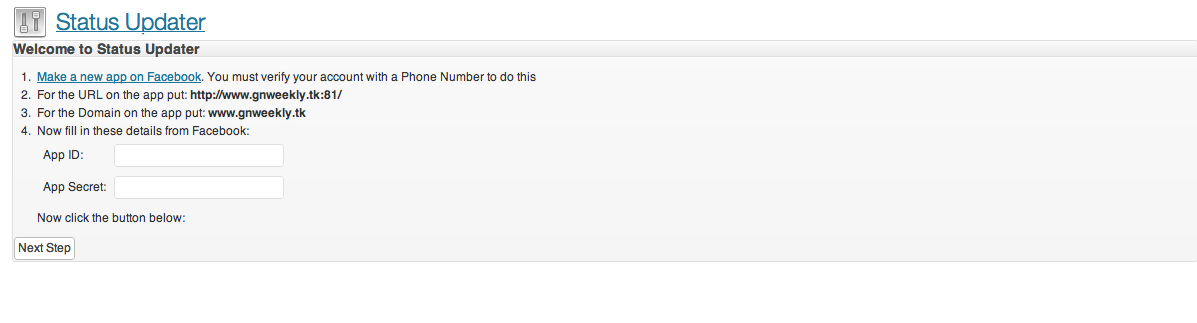 Status Updater
Welcome to Status Updater
1. Make a new app on Facebook. You must verify your account with a Phone Number to do this
2. For the URL on the app put: http://www.gnweekly.tk:81/
3. For the Domain on the app put: www.gnweekly.tk
4. Now fill in these details from Facebook:
App ID:
App Secret:
Now click the button below:
Next Step